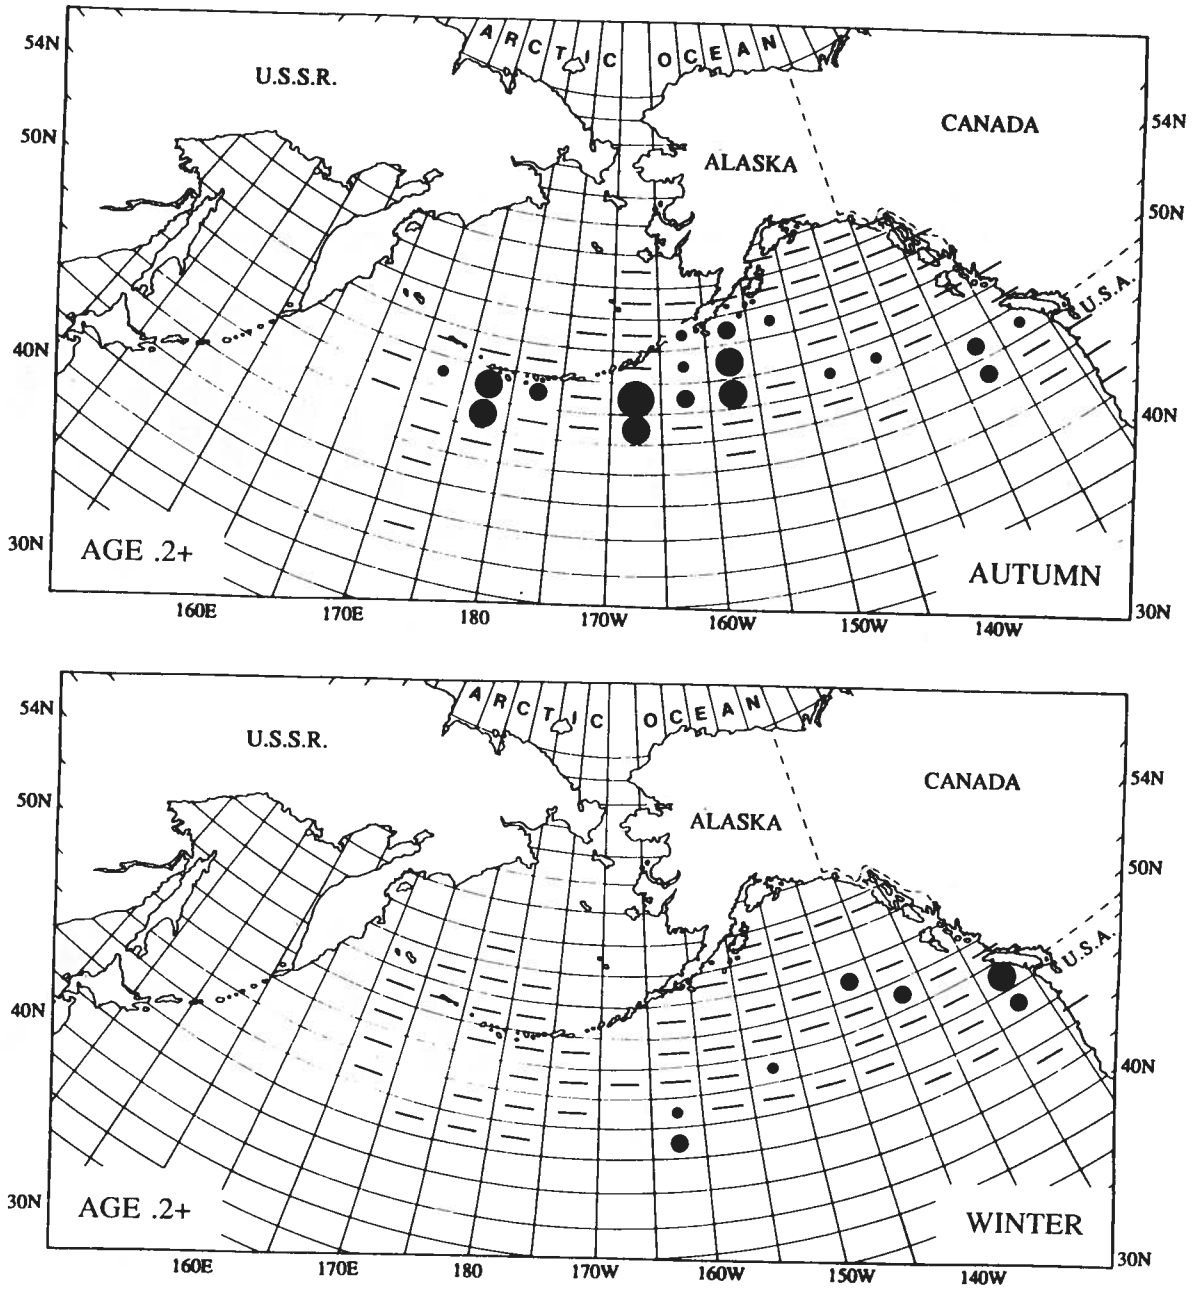 ARCTIC OCEAN
54N
U.S.S.R.
CANADA
54N
50N
ALASKA
50N
U.S.A.
40N
40N
30N
AGE .2+
AUTUMN
30N
160E
170E
180
170W
160W
150W
140W
ARCTIC OCEAN
54N
U.S.S.R.
CANADA
54N
50N
ALASKA
50N
U.S.A.
40N
40N
30N
AGE .2+
WINTER
30N
160E
170E
180
170W
160W
150W
140W